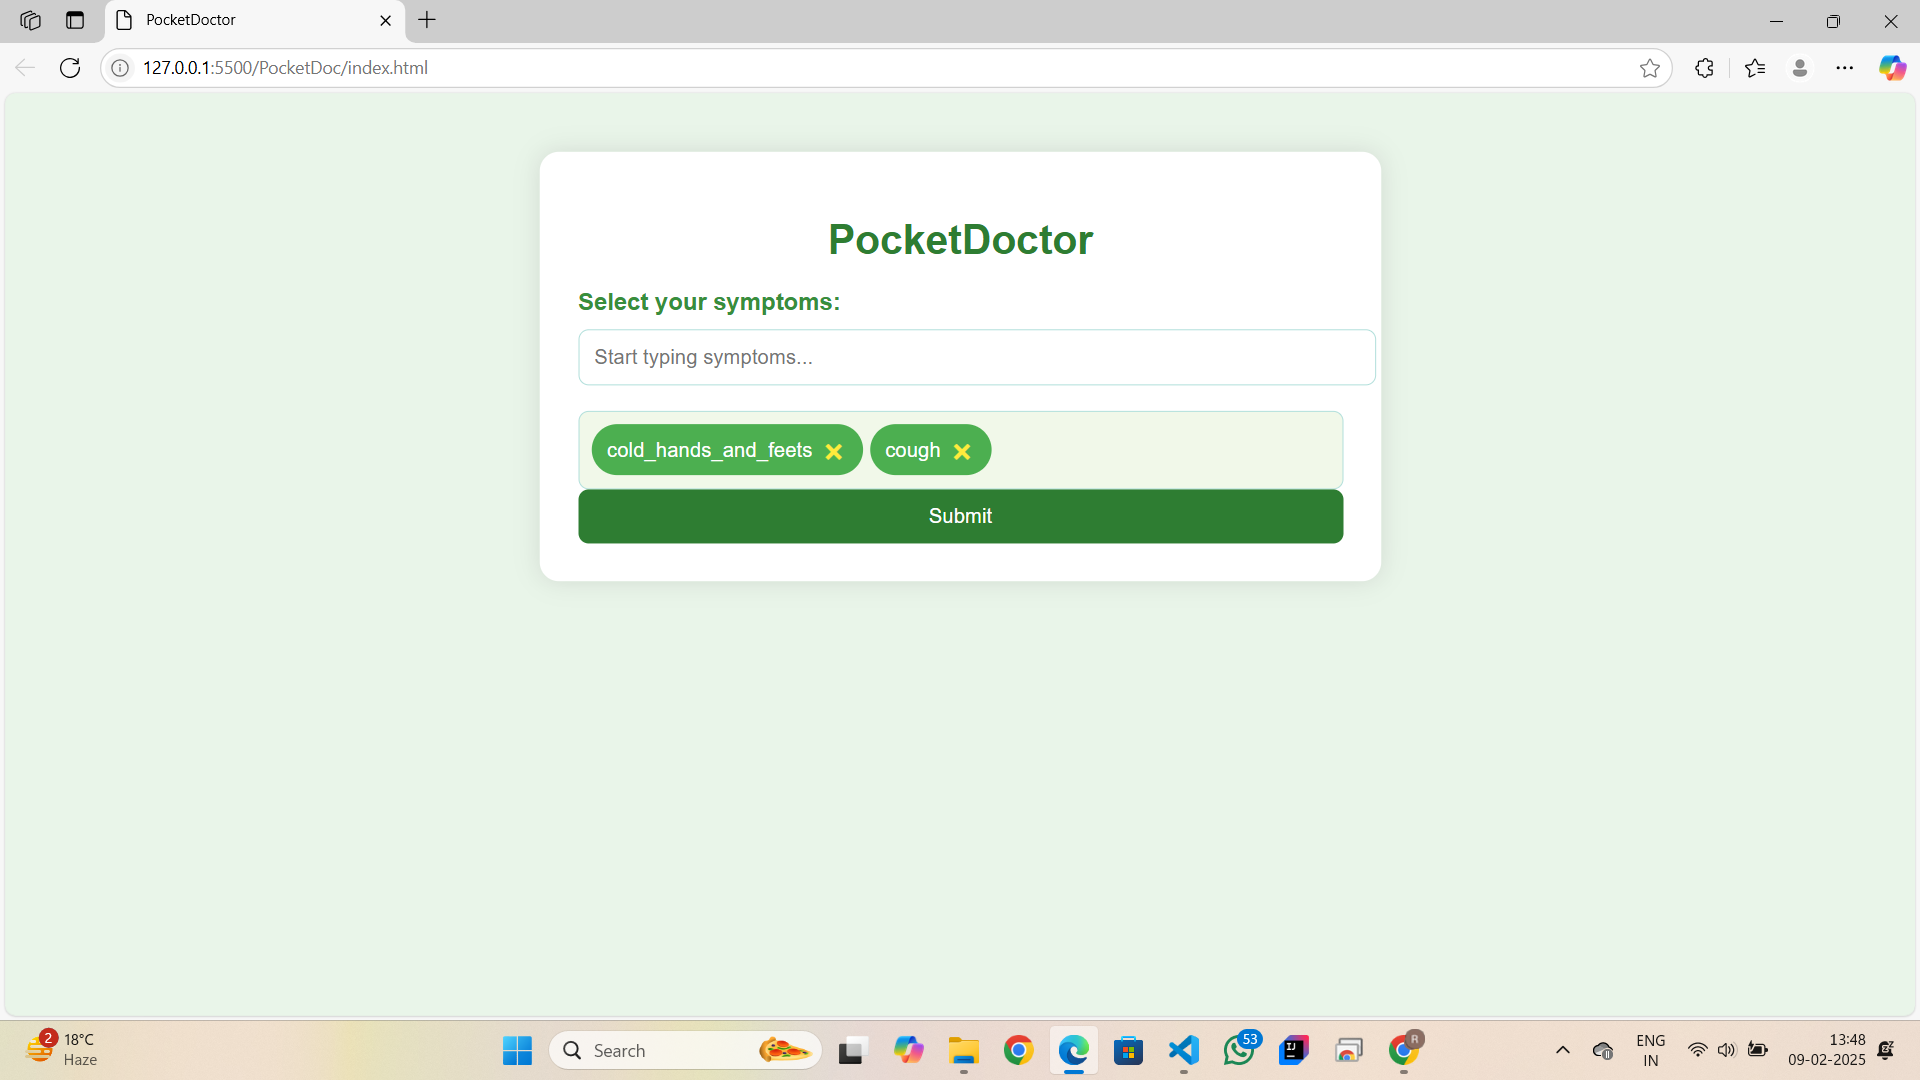 PocketDoctor
127.0.0.1:5500/PocketDoc/index.html
PocketDoctor
Select your symptoms:
Start typing symptoms...
cold_hands_and_feets × cough ×
Submit
2
18°C
Haze
Search
53
R
IJ
ENG
IN
13:48
09-02-2025